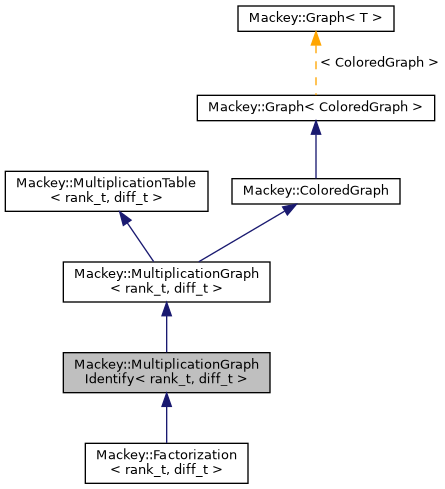 Mackey::Graph< T >
< ColoredGraph >
Mackey::Graph< ColoredGraph >
Mackey::MultiplicationTable
< rank_t, diff_t >
Mackey::ColoredGraph
Mackey::MultiplicationGraph
< rank_t, diff_t >
Mackey::MultiplicationGraph
Identify< rank_t, diff_t >
Mackey::Factorization
< rank_t, diff_t >